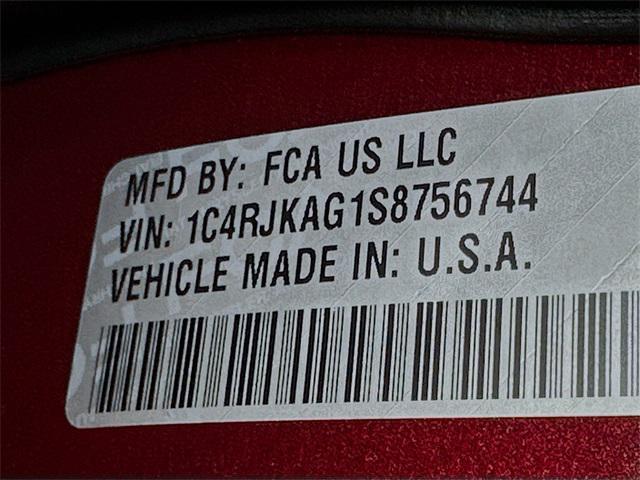 MFD BY: FCA US LLC
VIN: 1C4RJKAG1S8756744
VEHICLE MADE IN: U.S.A.